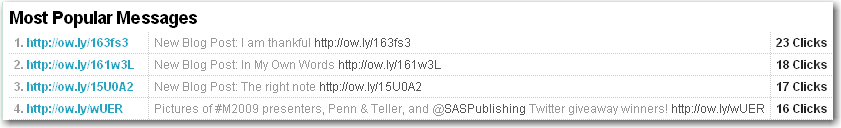 Most Popular Messages
1. http://ow.ly/163fs3 New Blog Post: I am thankful http://ow.ly/163fs3 23 Clicks
2. http://ow.ly/161w3L New Blog Post: In My Own Words http://ow.ly/161w3L 18 Clicks
3. http://ow.ly/15U0A2 New Blog Post: The right note http://ow.ly/15U0A2 17 Clicks
4. http://ow.ly/wUER Pictures of #M2009 presenters, Penn & Teller, and @SASPublishing Twitter giveaway winners! http://ow.ly/wUER 16 Clicks